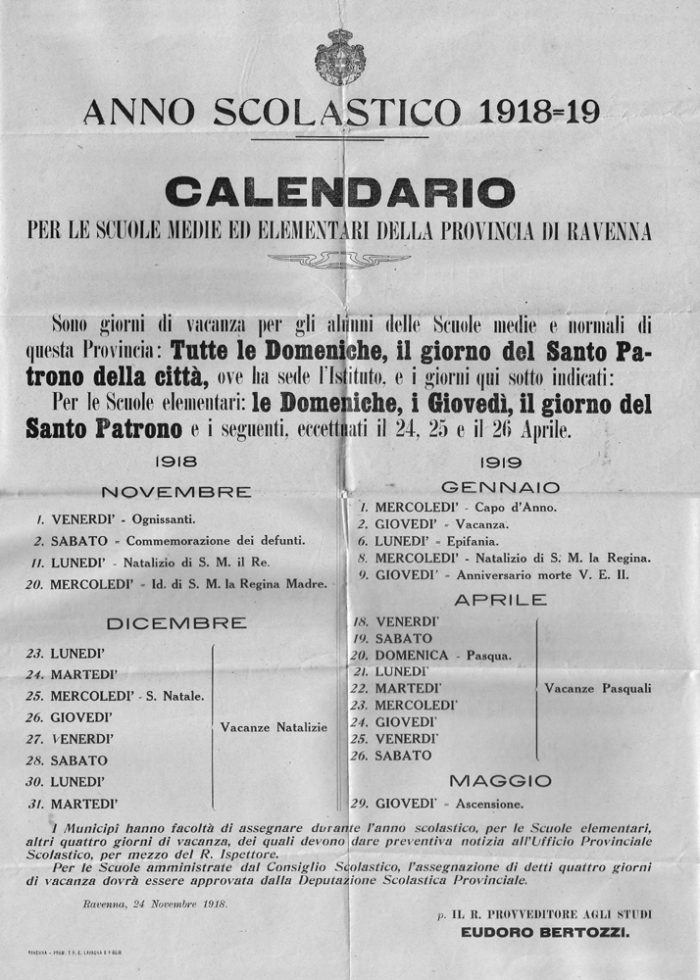 ANNO SCOLASTICO 1918=19
CALENDARIO
PER LE SCUOLE MEDIE ED ELEMENTARI DELLA PROVINCIA DI RAVENNA
Sono giorni di vacanza per gli alunni delle Scuole medie e normali di
questa Provincia: Tutte le Domeniche, il giorno del Santo Pa-
trono della città, ove ha sede l'Istituto, e i giorni qui sotto indicati:
Per le Scuole elementari: le Domeniche, i Giovedì, il giorno del
Santo Patrono e i seguenti, eccettuati il 24, 25 e il 26 Aprile.
1918
NOVEMBRE
1. VENERDI' - Ognissanti.
2. SABATO - Commemorazione dei defunti.
11. LUNEDI' - Natalizio di S. M. il Re.
20. MERCOLEDI' - Id. di S. M. la Regina Madre.
DICEMBRE
23. LUNEDI'
24. MARTEDI'
25. MERCOLEDI' - S. Natale.
26. GIOVEDI'
27. VENERDI'
28. SABATO
30. LUNEDI'
31. MARTEDI'
Vacanze Natalizie
1919
GENNAIO
1. MERCOLEDI' - Capo d'Anno.
2. GIOVEDI' - Vacanza.
6. LUNEDI' - Epifania.
8. MERCOLEDI' - Natalizio di S. M. la Regina.
9. GIOVEDI' - Anniversario morte V. E. II.
APRILE
18. VENERDI'
19. SABATO
20. DOMENICA - Pasqua.
21. LUNEDI'
22. MARTEDI'
23. MERCOLEDI'
24. GIOVEDI'
25. VENERDI'
26. SABATO
Vacanze Pasquali
MAGGIO
29. GIOVEDI' - Ascensione.
I Municipi hanno facoltà di assegnare durante l'anno scolastico, per le Scuole elementari,
altri quattro giorni di vacanza, dei quali devono dare preventiva notizia all'Ufficio Provinciale
Scolastico, per mezzo del R. Ispettore.
Per le Scuole amministrate dal Consiglio Scolastico, l'assegnazione di detti quattro giorni
di vacanza dovrà essere approvata dalla Deputazione Scolastica Provinciale.
Ravenna, 24 Novembre 1918.
p. IL R. PROVVEDITORE AGLI STUDI
EUDORO BERTOZZI.
RAVENNA - PREM. T